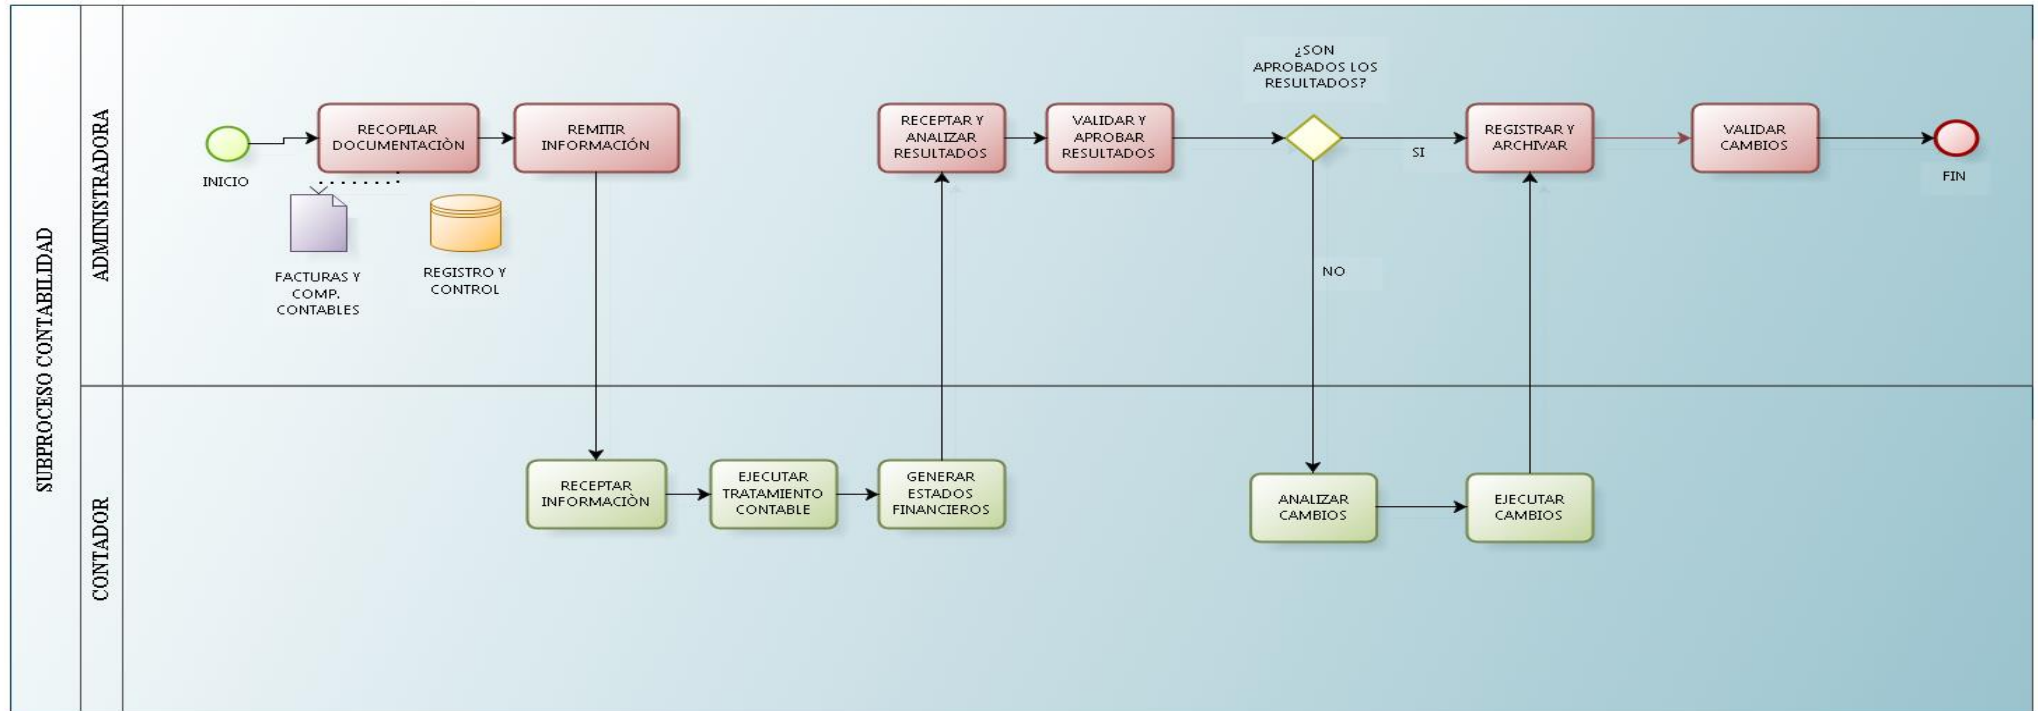 SUBPROCESO CONTABILIDAD
ADMINISTRADORA
INICIO
RECOPILAR
DOCUMENTACIÒN
REMITIR
INFORMACIÓN
FACTURAS Y
COMP.
CONTABLES
REGISTRO Y
CONTROL
RECEPTAR Y
ANALIZAR
RESULTADOS
VALIDAR Y
APROBAR
RESULTADOS
¿SON
APROBADOS LOS
RESULTADOS?
SI
NO
REGISTRAR Y
ARCHIVAR
VALIDAR
CAMBIOS
FIN
CONTADOR
RECEPTAR
INFORMACIÒN
EJECUTAR
TRATAMIENTO
CONTABLE
GENERAR
ESTADOS
FINANCIEROS
ANALIZAR
CAMBIOS
EJECUTAR
CAMBIOS